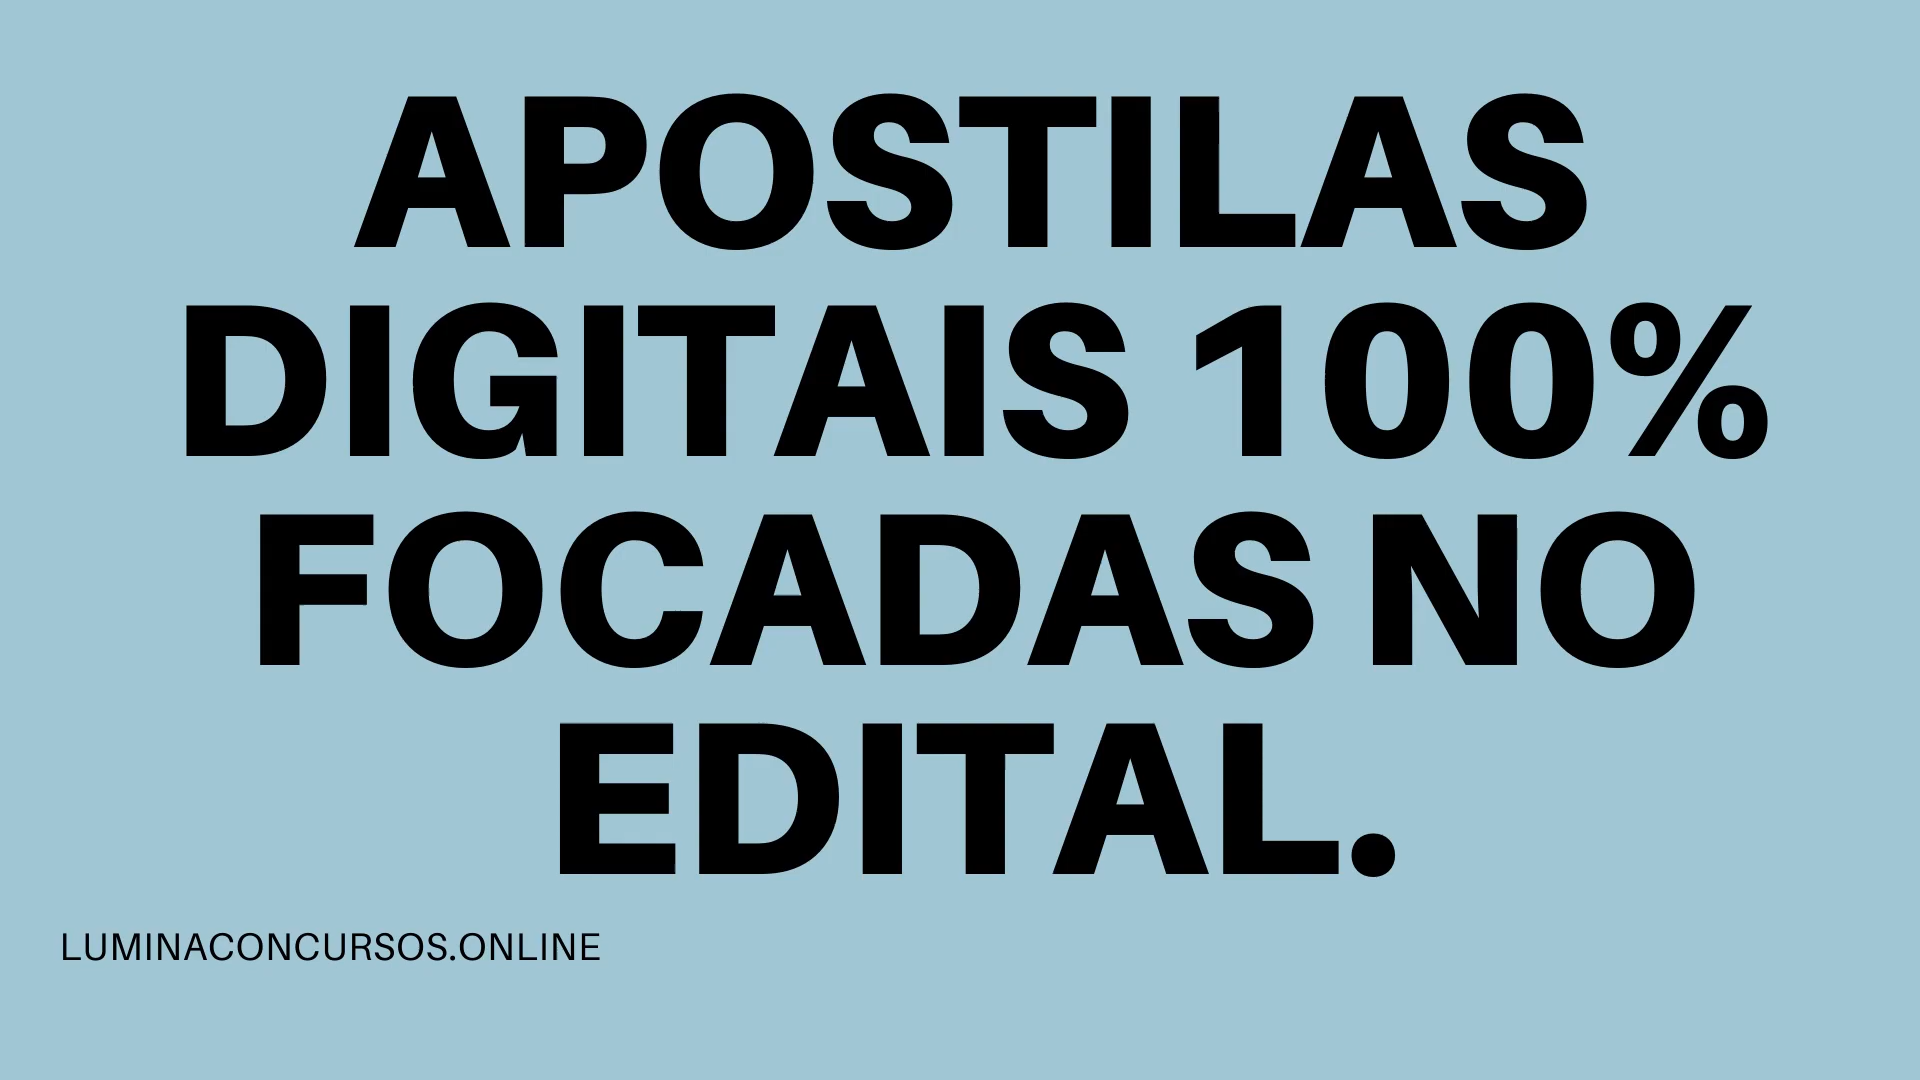 APOSTILAS
DIGITAIS 100%
FOCADAS NO
EDITAL.
LUMINACONCURSOS.ONLINE